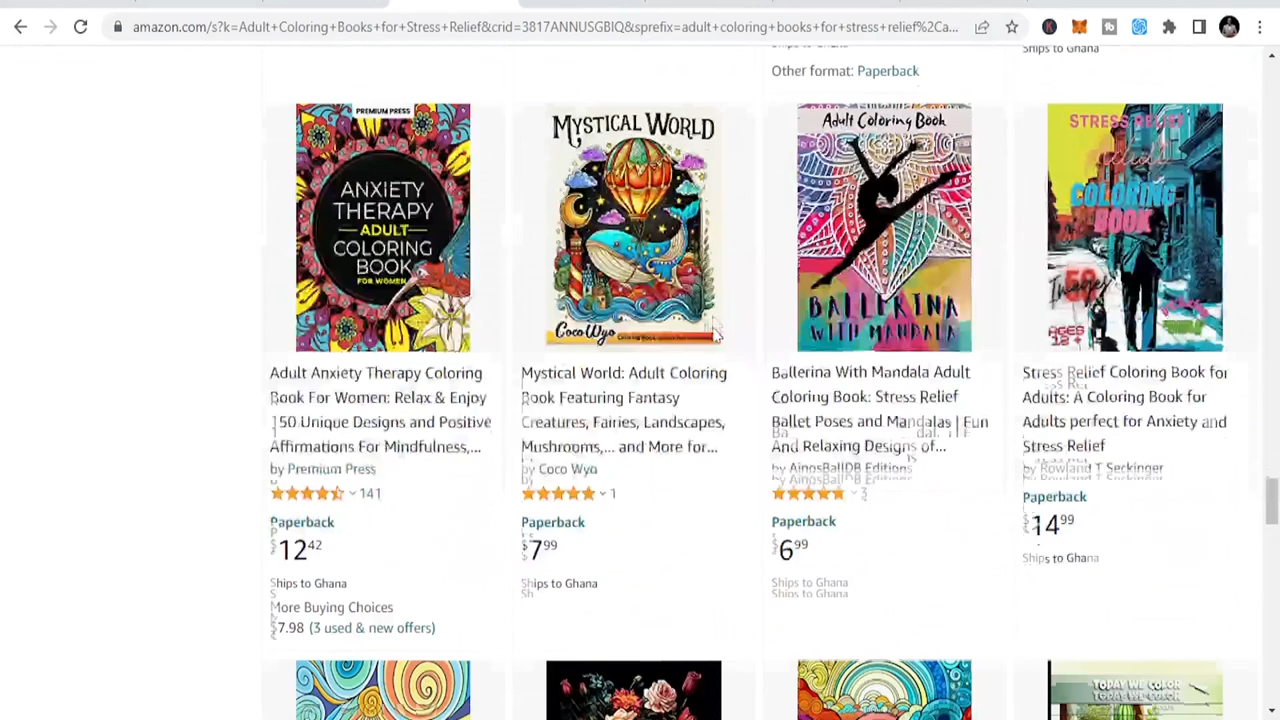 amazon.com/s?k=Adult+Coloring+Books+for+Stress+Relief&crid=3817ANNUSGBIQ&sprefix=adult+coloring+books+for+stress+relief%2Ca...
Ships to Ghana
Ships to Ghana
Other format: Paperback
PREMIUM PRESS
ANXIETY
THERAPY
ADULT
COLORING
BOOK
FOR WOMEN
MYSTICAL WORLD
Coco Wyo
Adult Coloring Book
BALLERINA
WITH MANDALA
STRESS RELIEF
COLORING
BOOK
50
Images
AGES
12+
Adult Anxiety Therapy Coloring
Book For Women: Relax & Enjoy
150 Unique Designs and Positive
Affirmations For Mindfulness,...
by Premium Press
141
Paperback
$12.42
Ships to Ghana
More Buying Choices
$7.98 (3 used & new offers)
Mystical World: Adult Coloring
Book Featuring Fantasy
Creatures, Fairies, Landscapes,
Mushrooms,... and More for...
by Coco Wyo
1
Paperback
$7.99
Ships to Ghana
Ballerina With Mandala Adult
Coloring Book: Stress Relief
Ballet Poses and Mandalas | Fun
And Relaxing Designs of...
by AinosBallDB Editions
3
Paperback
$6.99
Ships to Ghana
Stress Relief Coloring Book for
Adults: A Coloring Book for
Adults perfect for Anxiety and
Stress Relief
by Rowland T Seckinger
Paperback
$14.99
Ships to Ghana
TODAY WE COLOR